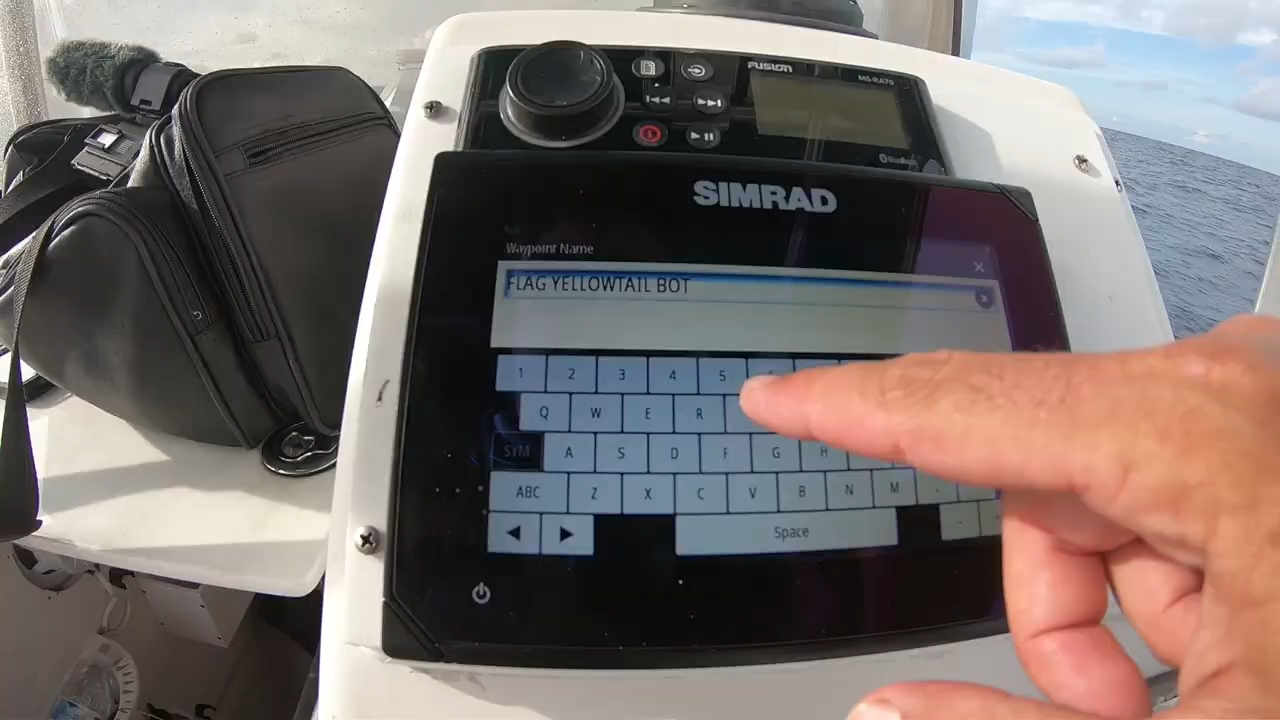 FUSION
MS-RA70
SIMRAD
Waypoint Name
FLAG YELLOWTAIL BOT
1 2 3 4 5
Q W E R
SYM A S D F G H
ABC Z X C V B N M
Space